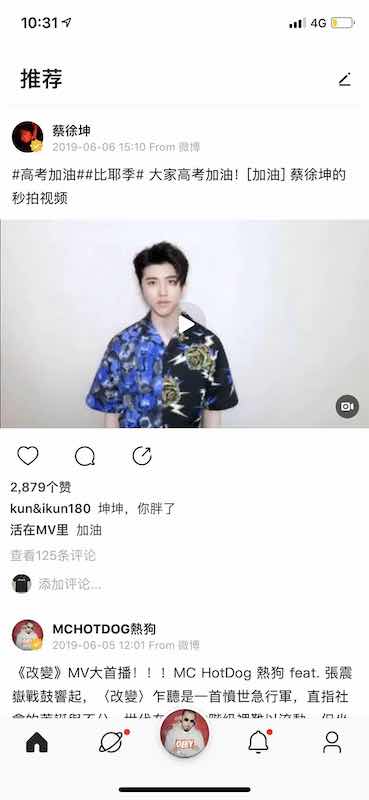 10:31
4G
推荐
蔡徐坤
2019-06-06 15:10 From 微博
#高考加油##比耶季# 大家高考加油！[加油] 蔡徐坤的
秒拍视频
2,879个赞
kun&ikun180 坤坤，你胖了
活在MV里 加油
查看125条评论
添加评论...
MCHOTDOG熱狗
2019-06-05 12:01 From 微博
《改變》MV大首播！！！MC HotDog 熱狗 feat. 張震
嶽戰鼓響起，〈改變〉乍聽是一首憤世急行軍，直指社
OBEY